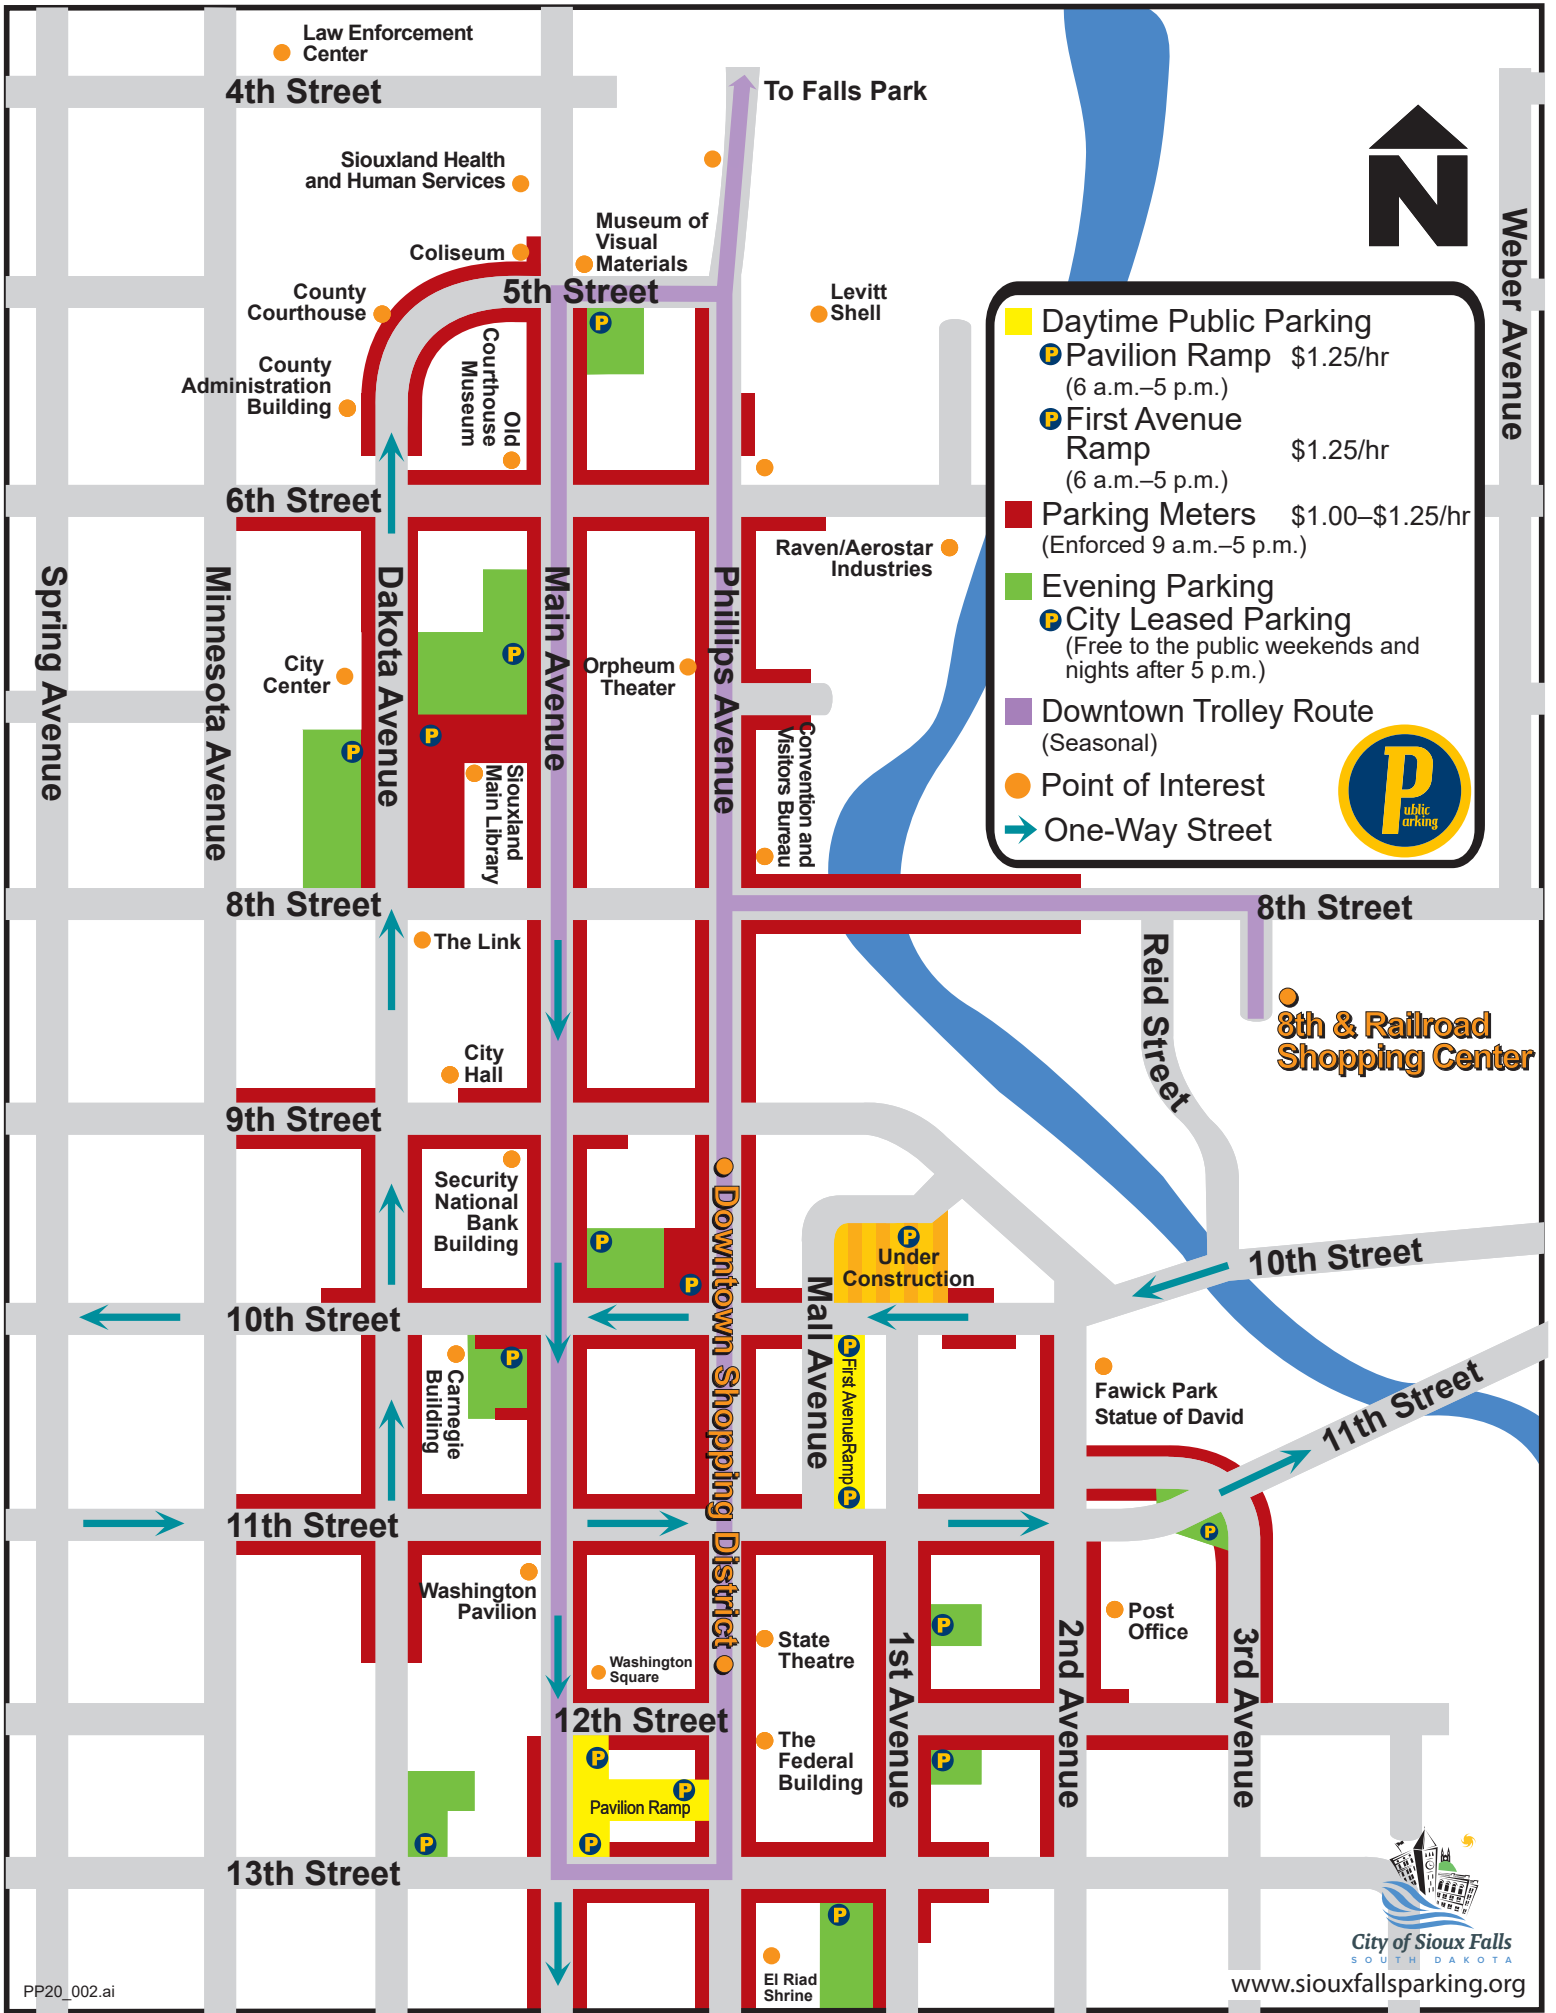 Law Enforcement
Center
4th Street
To Falls Park
Siouxland Health
and Human Services
N
Museum of
Visual
Materials
Coliseum
5th Street
County
Courthouse
Levitt
Shell
Weber Avenue
County
Administration
Building
Old
Courthouse
Museum
Daytime Public Parking
P Pavilion Ramp $1.25/hr
(6 a.m.–5 p.m.)
P First Avenue
Ramp $1.25/hr
(6 a.m.–5 p.m.)
Parking Meters $1.00–$1.25/hr
(Enforced 9 a.m.–5 p.m.)
Evening Parking
P City Leased Parking
(Free to the public weekends and
nights after 5 p.m.)
Downtown Trolley Route
(Seasonal)
Point of Interest
One-Way Street
Public
Parking
P
6th Street
Raven/Aerostar
Industries
Spring Avenue
Minnesota Avenue
Dakota Avenue
Main Avenue
Phillips Avenue
P
City
Center
Orpheum
Theater
P
P
Siouxland
Main Library
Convention and
Visitors Bureau
8th Street
8th Street
The Link
Reid Street
8th & Railroad
Shopping Center
City
Hall
9th Street
Security
National
Bank
Building
P
P
Downtown Shopping District
P
Under
Construction
10th Street
10th Street
Mall Avenue
P
Carnegie
Building
P
First AvenueRamp
P
Fawick Park
Statue of David
11th Street
11th Street
P
Washington
Pavilion
Washington
Square
State
Theatre
P
Post
Office
1st Avenue
2nd Avenue
3rd Avenue
12th Street
P
P
Pavilion Ramp
P
The
Federal
Building
P
P
13th Street
P
El Riad
Shrine
City of Sioux Falls
SOUTH DAKOTA
www.siouxfallsparking.org
PP20_002.ai